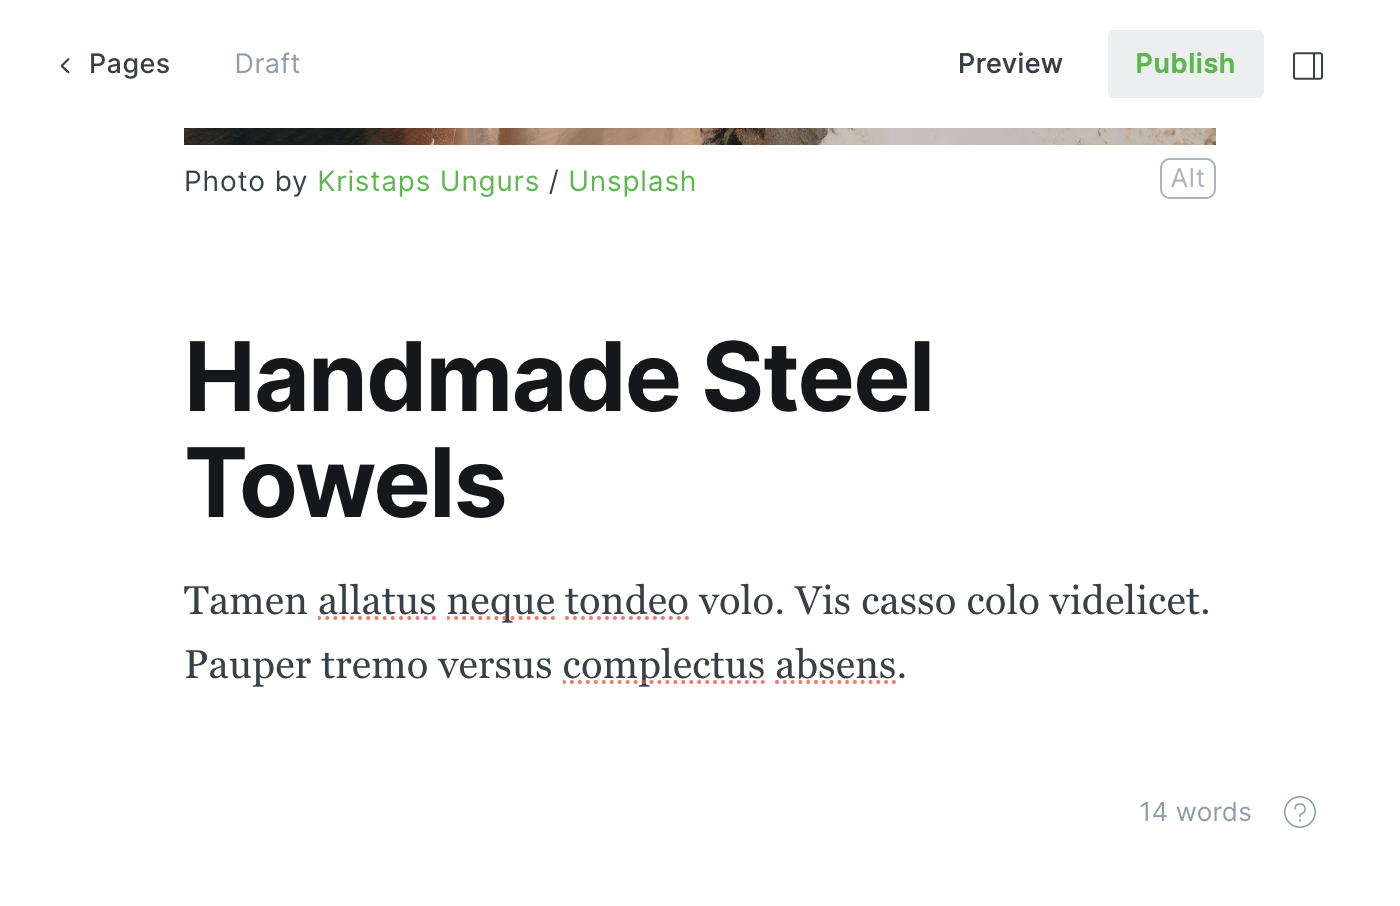 Pages Draft Preview Publish
Photo by Kristaps Ungurs / Unsplash Alt
Handmade Steel
Towels
Tamen allatus neque tondeo volo. Vis casso colo videlicet.
Pauper tremo versus complectus absens.
14 words ?